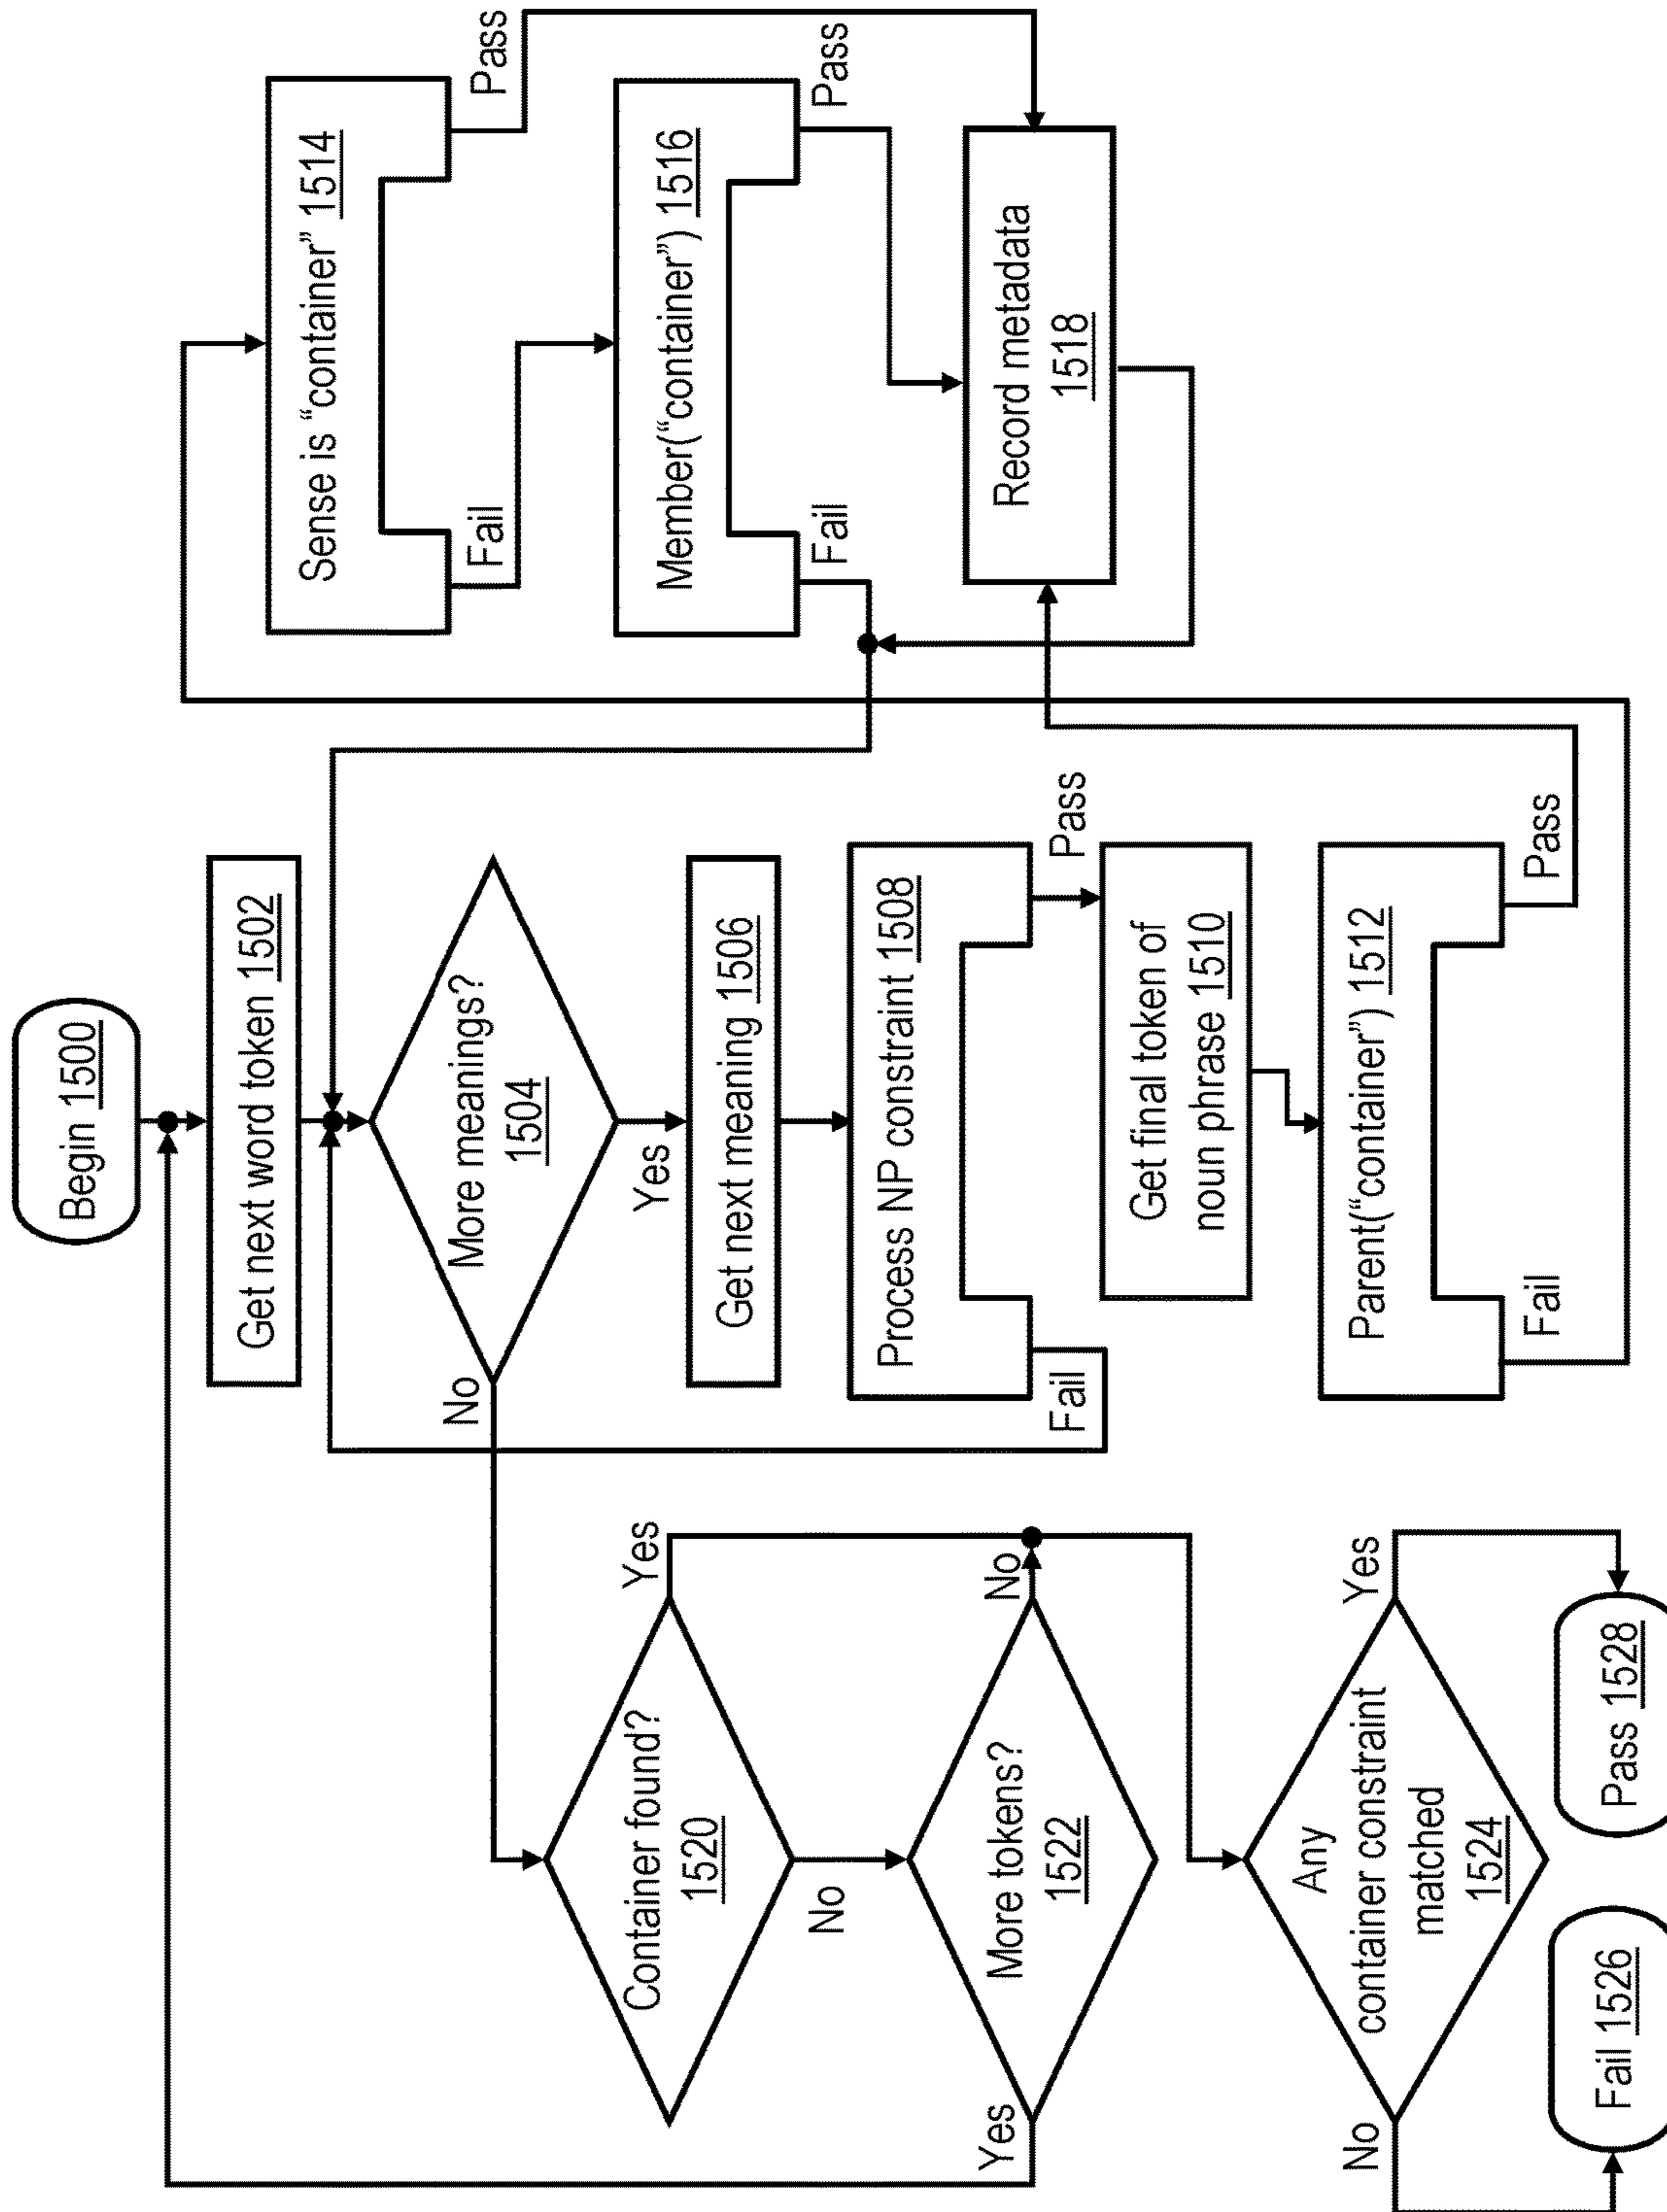 Begin 1500
Get next word token 1502
More meanings?
1504
No
Yes
Get next meaning 1506
Process NP constraint 1508
Fail
Pass
Get final token of
noun phrase 1510
Parent(“container”) 1512
Fail
Pass
Sense is “container” 1514
Fail
Pass
Member(“container”) 1516
Fail
Pass
Record metadata
1518
Container found?
1520
Yes
No
More tokens?
1522
Yes
No
Any
container constraint
matched
1524
No
Yes
Fail 1526
Pass 1528